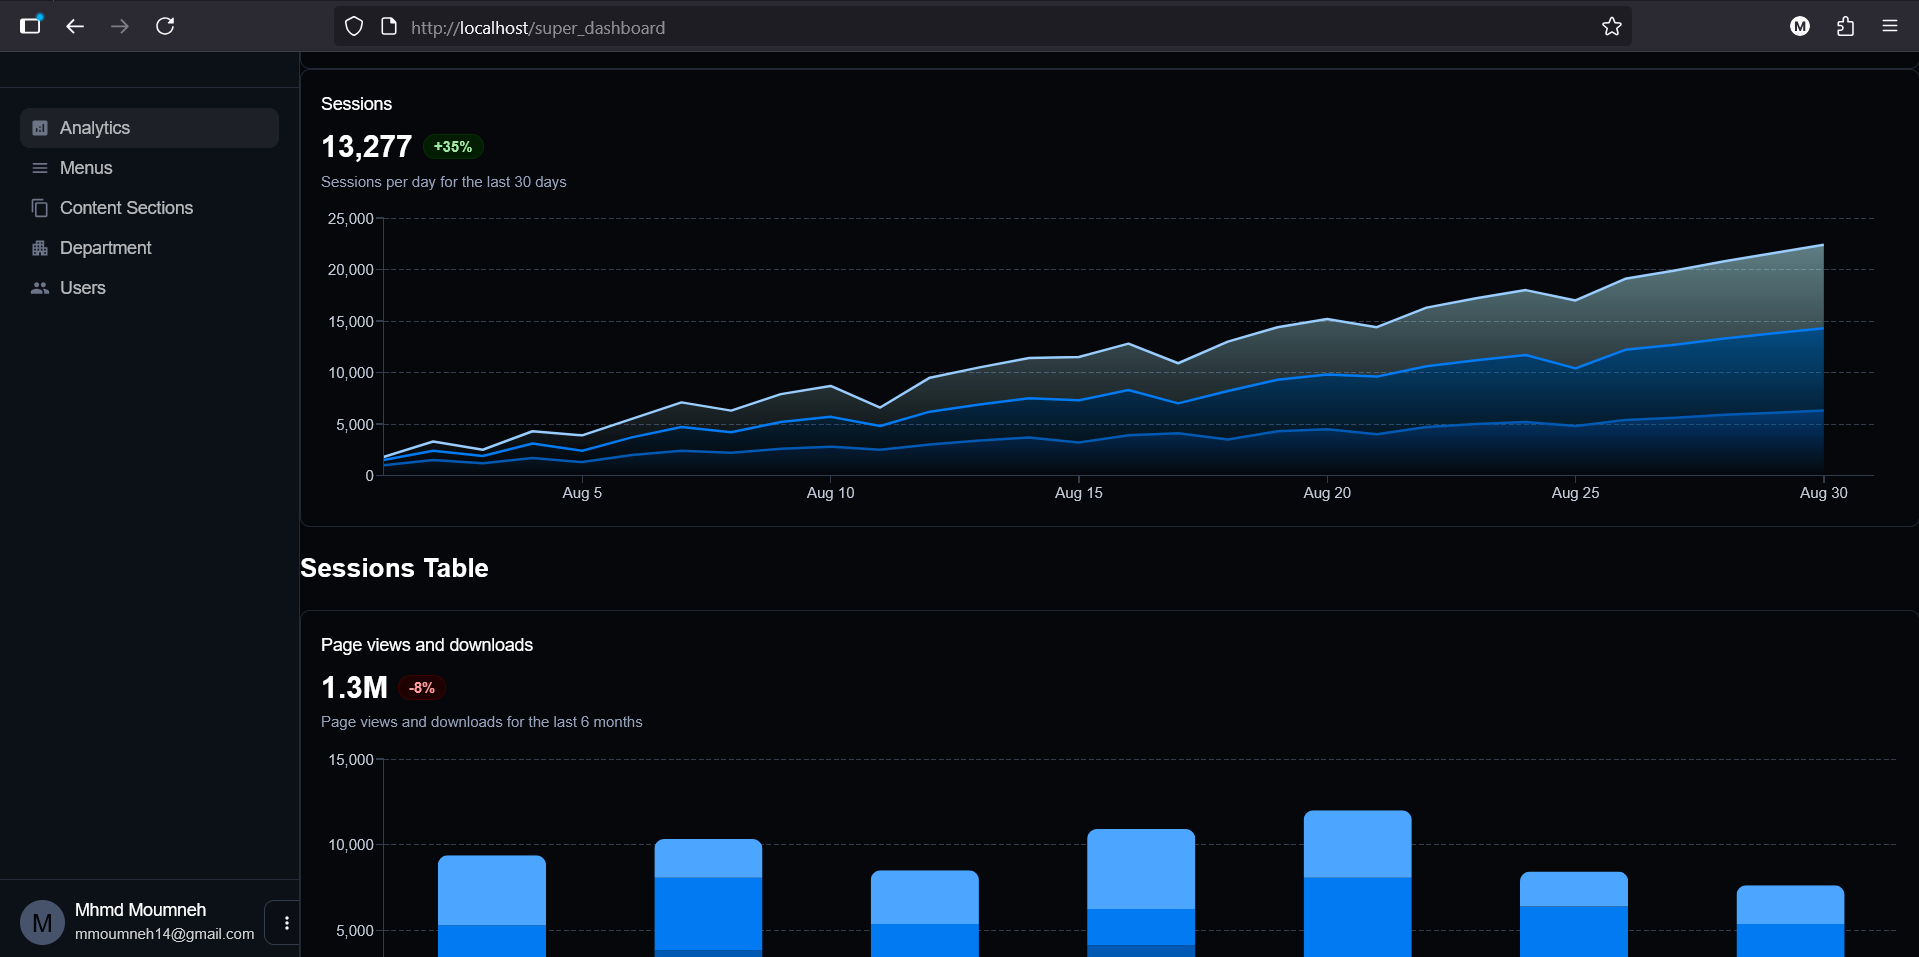 http://localhost/super_dashboard
M
Analytics
Menus
Content Sections
Department
Users
Mhmd Moumneh
mmoumneh14@gmail.com
M
Sessions
13,277 +35%
Sessions per day for the last 30 days
25,000
20,000
15,000
10,000
5,000
0
Aug 5 Aug 10 Aug 15 Aug 20 Aug 25 Aug 30
Sessions Table
Page views and downloads
1.3M -8%
Page views and downloads for the last 6 months
15,000
10,000
5,000